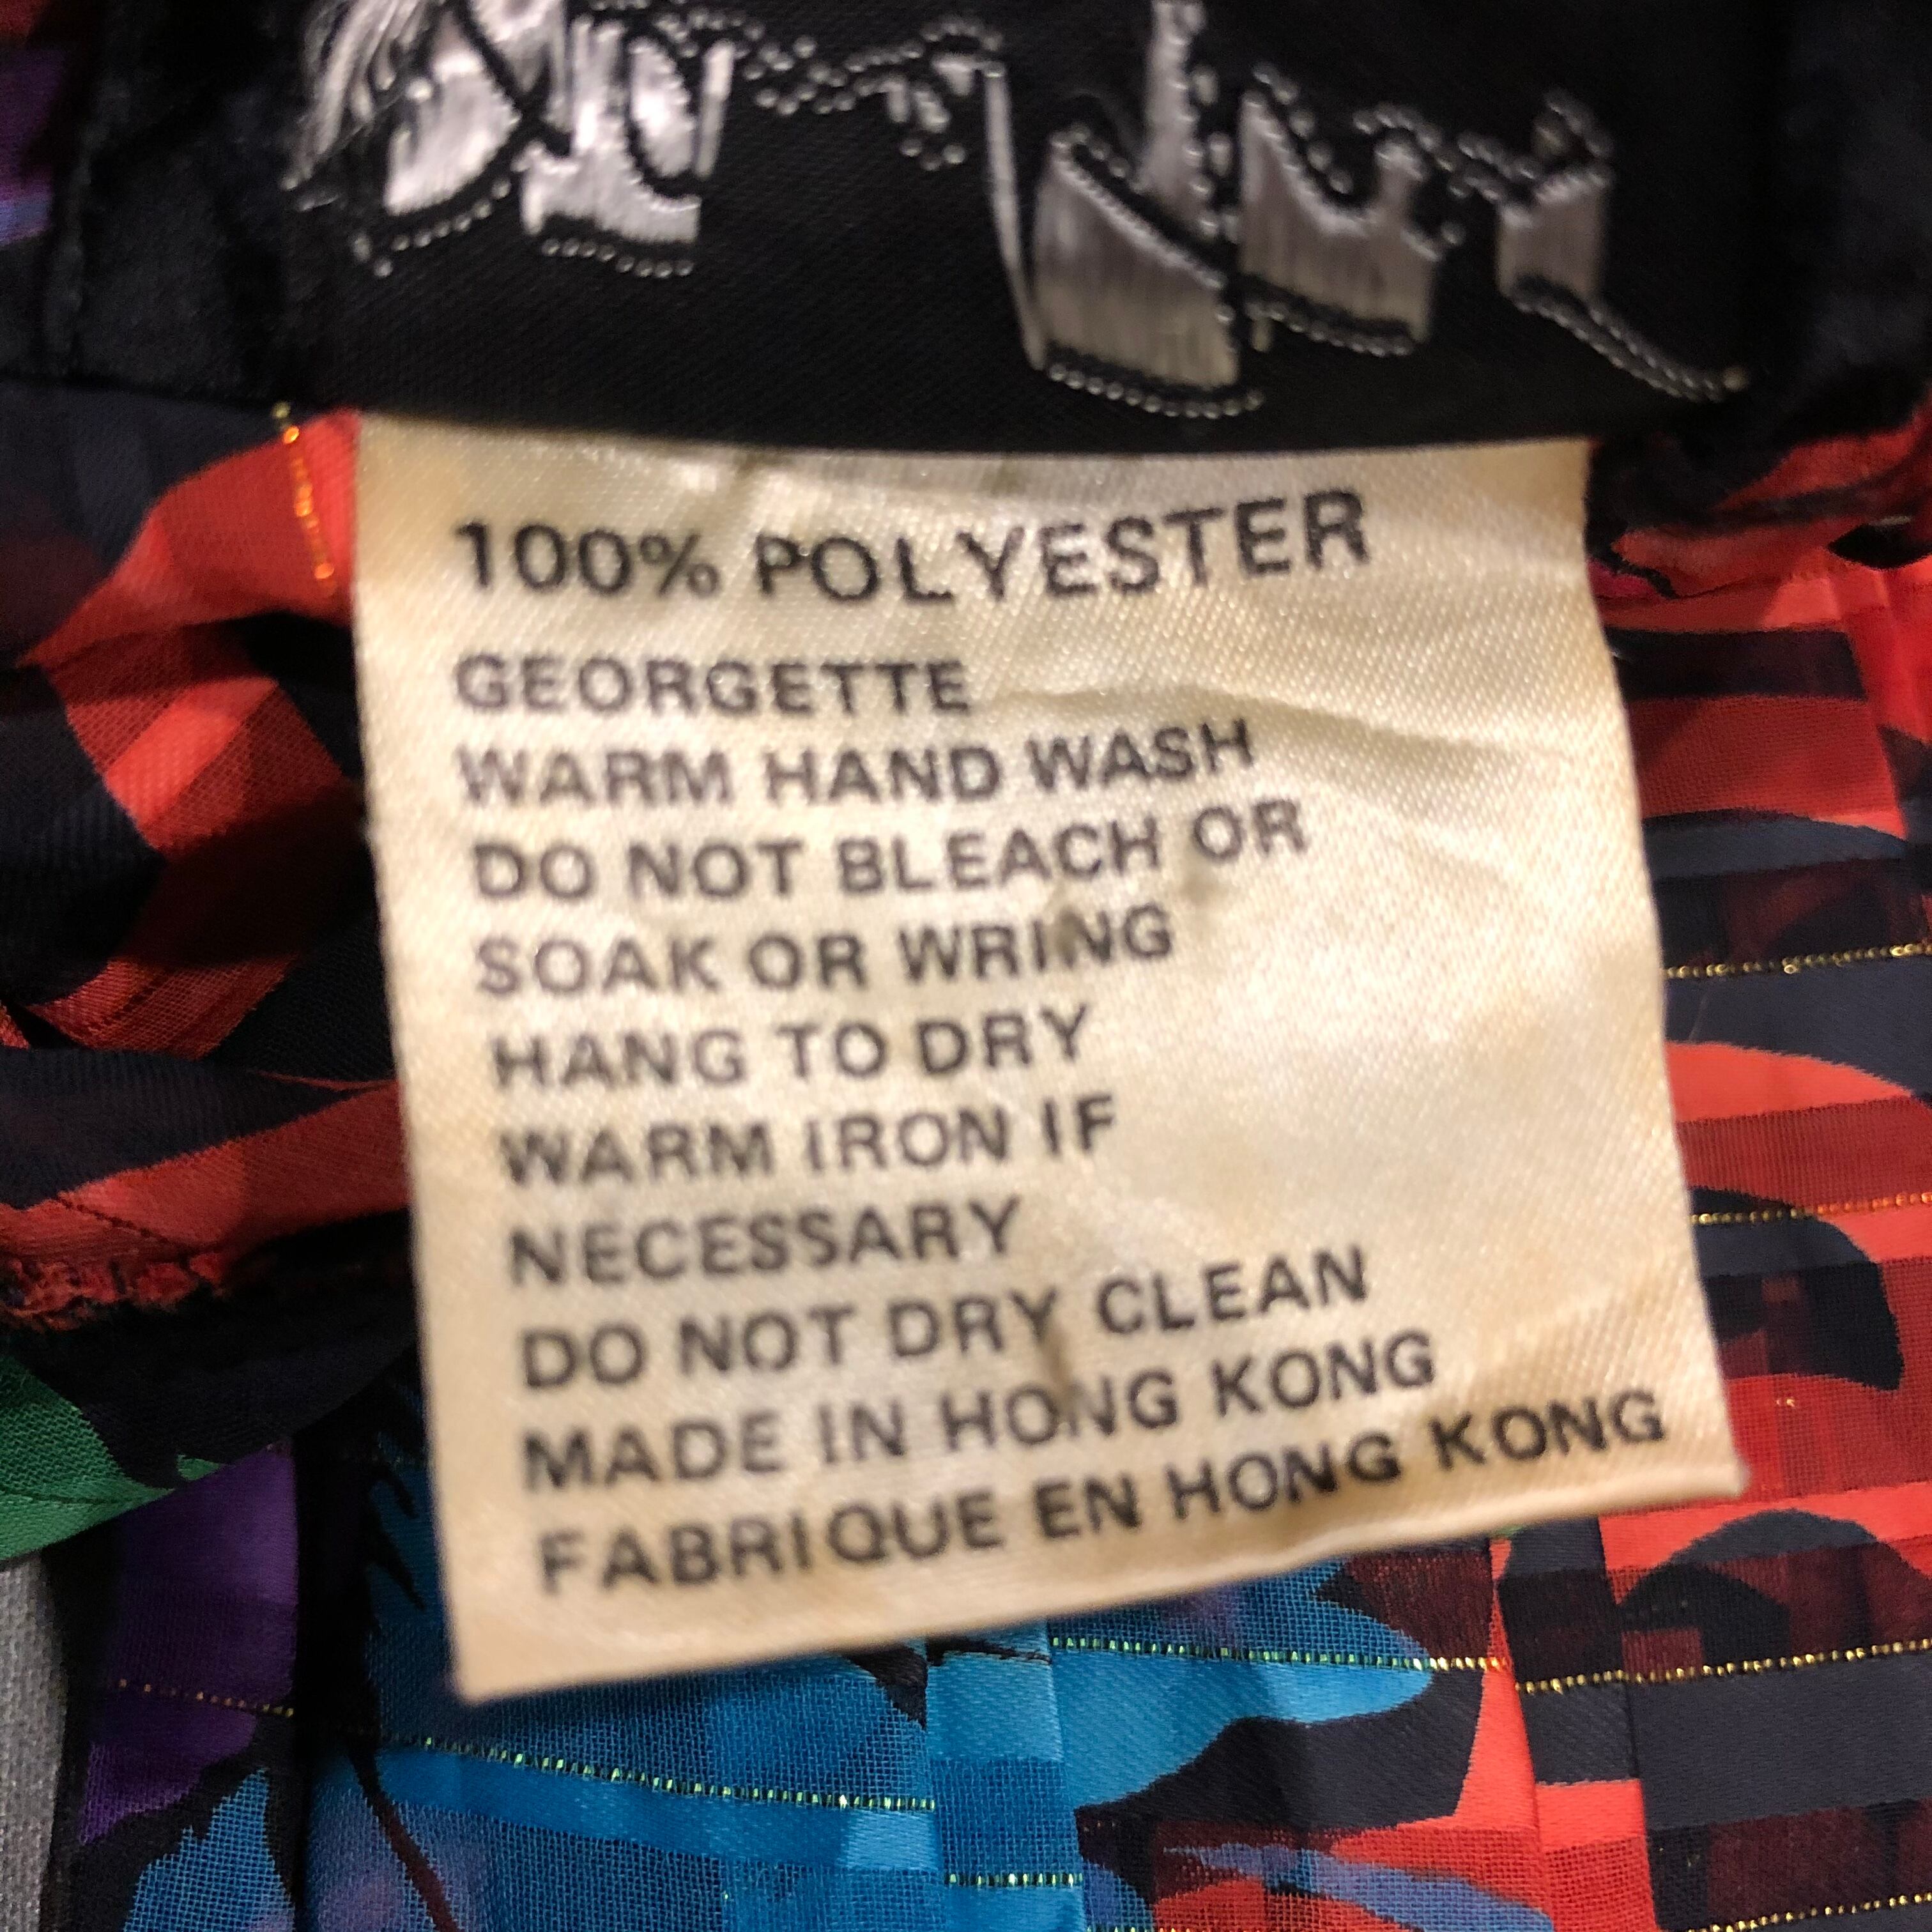 100% POLYESTER
GEORGETTE
WARM HAND WASH
DO NOT BLEACH OR
SOAK OR WRING
HANG TO DRY
WARM IRON IF
NECESSARY
DO NOT DRY CLEAN
MADE IN HONG KONG
FABRIQUE EN HONG KONG